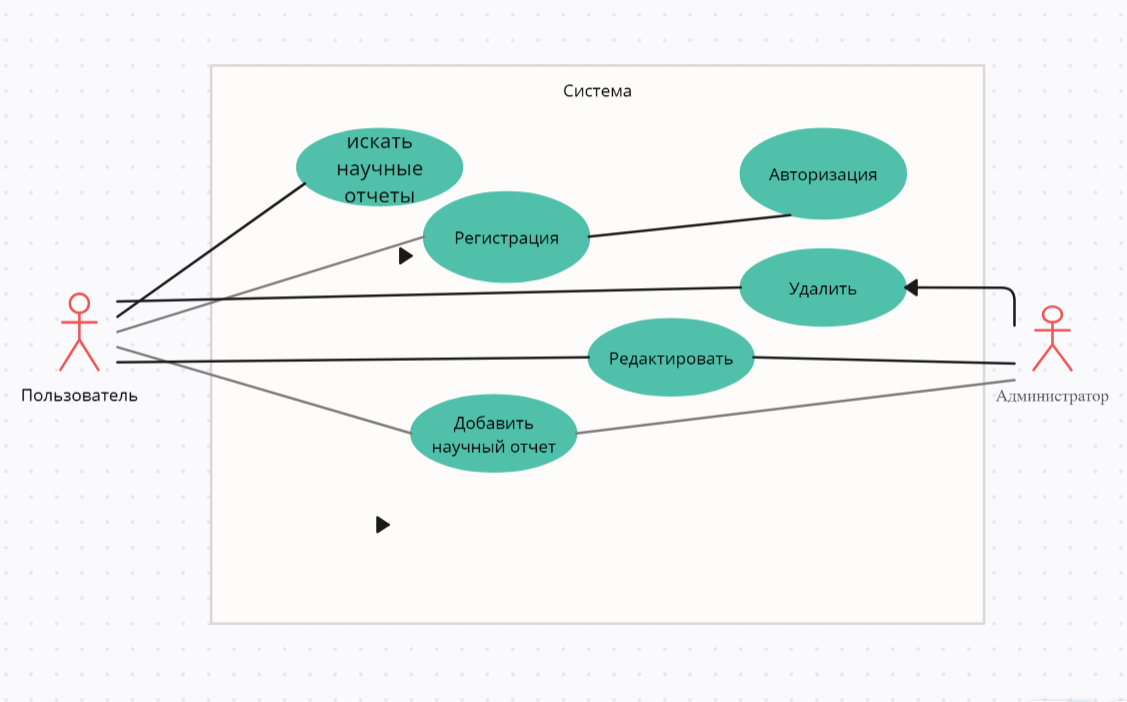 Система
искать
научные
отчеты
Авторизация
Регистрация
Удалить
Редактировать
Пользователь
Администратор
Добавить
научный отчет